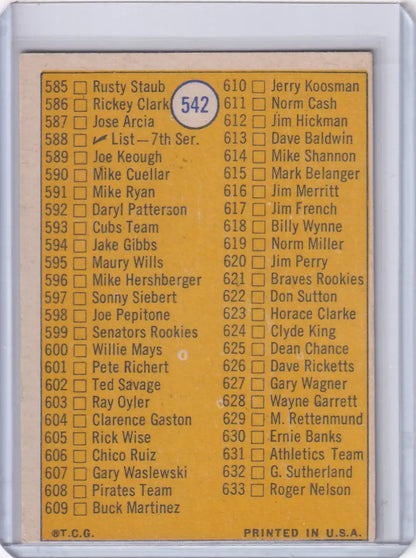 542
585 Rusty Staub
586 Rickey Clark
587 Jose Arcia
588 List—7th Ser.
589 Joe Keough
590 Mike Cuellar
591 Mike Ryan
592 Daryl Patterson
593 Cubs Team
594 Jake Gibbs
595 Maury Wills
596 Mike Hershberger
597 Sonny Siebert
598 Joe Pepitone
599 Senators Rookies
600 Willie Mays
601 Pete Richert
602 Ted Savage
603 Ray Oyler
604 Clarence Gaston
605 Rick Wise
606 Chico Ruiz
607 Gary Waslewski
608 Pirates Team
609 Buck Martinez
610 Jerry Koosman
611 Norm Cash
612 Jim Hickman
613 Dave Baldwin
614 Mike Shannon
615 Mark Belanger
616 Jim Merritt
617 Jim French
618 Billy Wynne
619 Norm Miller
620 Jim Perry
621 Braves Rookies
622 Don Sutton
623 Horace Clarke
624 Clyde King
625 Dean Chance
626 Dave Ricketts
627 Gary Wagner
628 Wayne Garrett
629 M. Rettenmund
630 Ernie Banks
631 Athletics Team
632 G. Sutherland
633 Roger Nelson
®T.C.G.
PRINTED IN U.S.A.